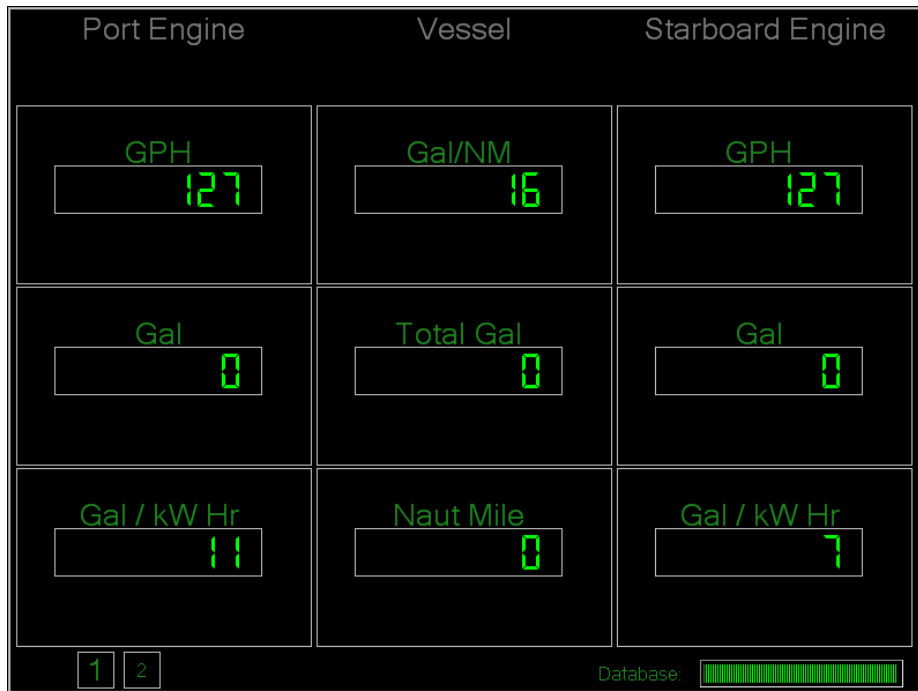 Port Engine Vessel Starboard Engine
GPH Gal/NM GPH
127 16 127
Gal Total Gal Gal
0 0 0
Gal / kW Hr Naut Mile Gal / kW Hr
11 0 7
1 2 Database: